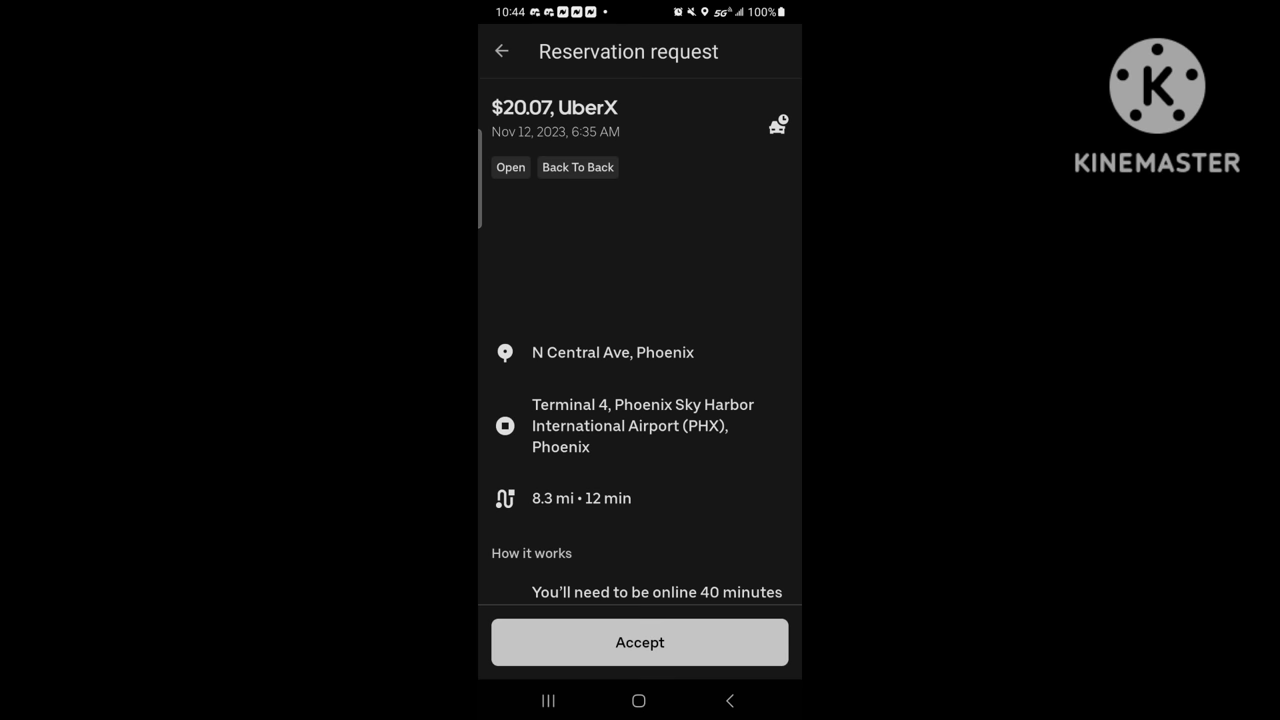 10:44
5G
100%
Reservation request
$20.07, UberX
Nov 12, 2023, 6:35 AM
Open
Back To Back
N Central Ave, Phoenix
Terminal 4, Phoenix Sky Harbor
International Airport (PHX),
Phoenix
8.3 mi • 12 min
How it works
You'll need to be online 40 minutes
Accept
K
KINEMASTER